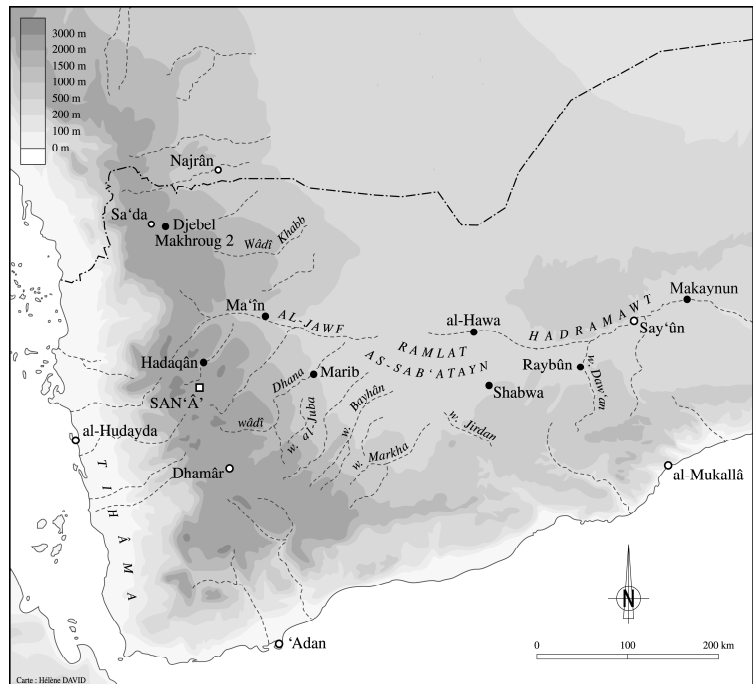 3000 m
2000 m
1500 m
1000 m
500 m
200 m
100 m
0 m
Najrân
Sa‘da
Djebel
Makhroug 2
Wâdî Khabb
Ma‘în
AL-JAWF
al-Hawa
HADRAMAWT
Makaynun
Say‘ûn
RAMLAT
AS-SAB‘ATAYN
Hadaqân
Dhana
Marib
Raybûn
w. Daw‘an
SAN‘Â’
w. Bayhân
Shabwa
w. al-Juba
wâdî
w. Jirdan
al-Hudayda
w. Markha
Dhamâr
al-Mukallâ
TIHÂMA
N
‘Adan
0 100 200 km
Carte : Hélène DAVID